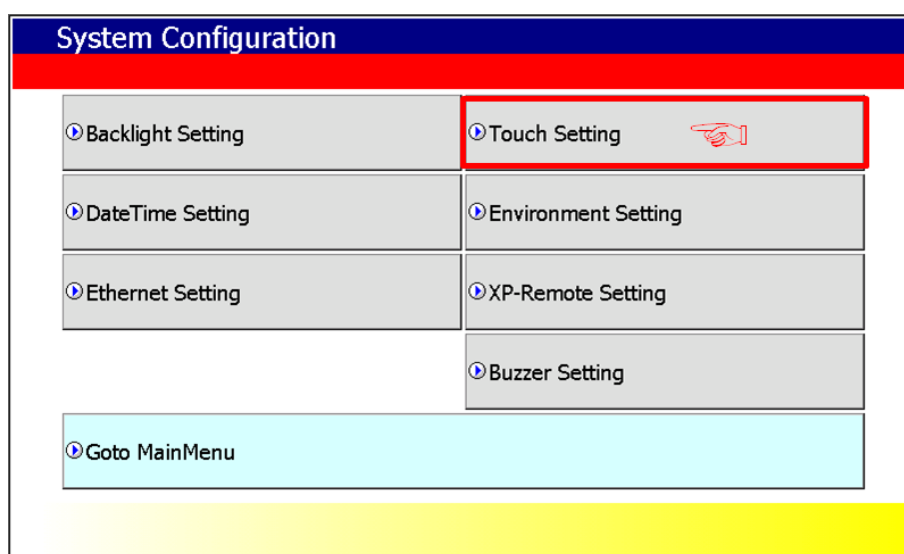 System Configuration
Backlight Setting
Touch Setting
DateTime Setting
Environment Setting
Ethernet Setting
XP-Remote Setting
Buzzer Setting
Goto MainMenu